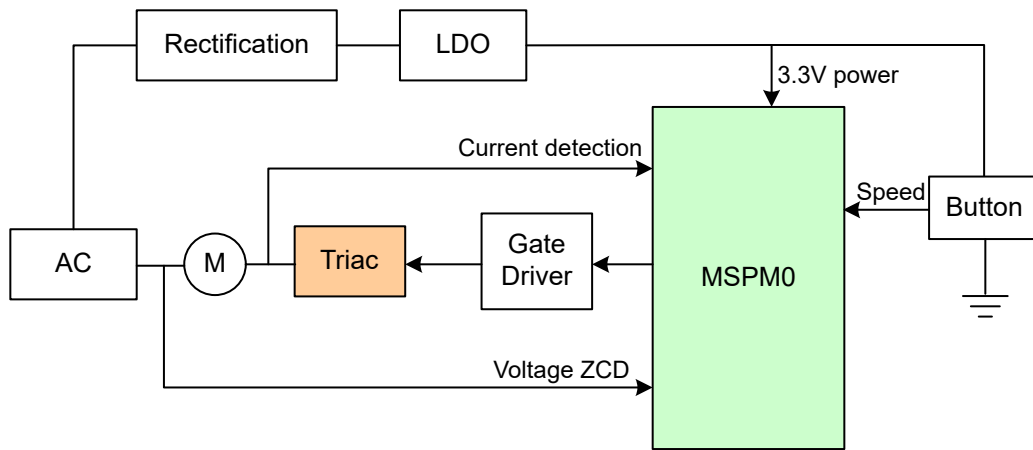 Rectification
LDO
3.3V power
Current detection
Speed
Button
AC
M
Triac
Gate
Driver
MSPM0
Voltage ZCD